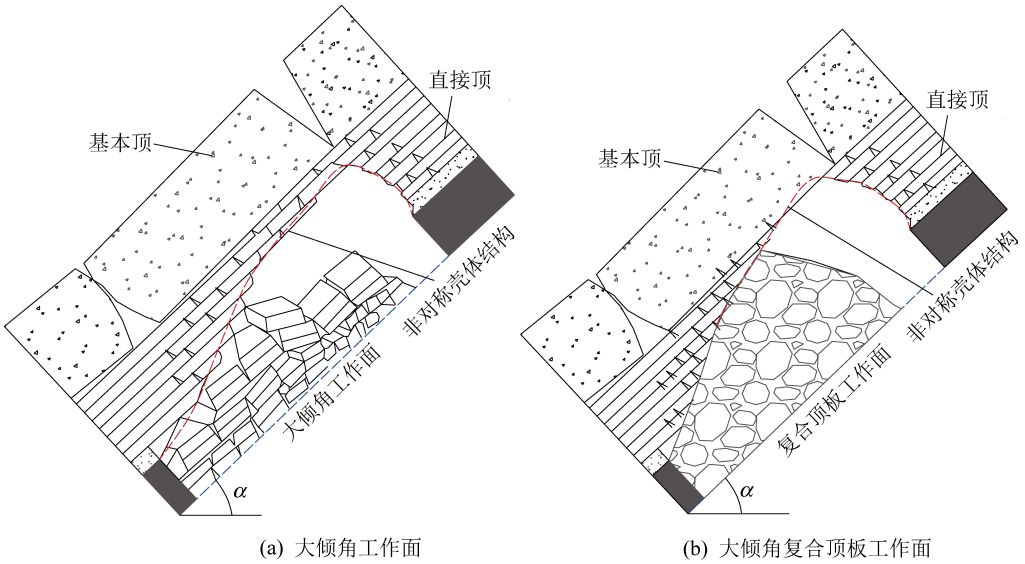 直接顶
基本顶
非对称壳体结构
大倾角工作面
α
(a) 大倾角工作面
直接顶
基本顶
非对称壳体结构
复合顶板工作面
α
(b) 大倾角复合顶板工作面